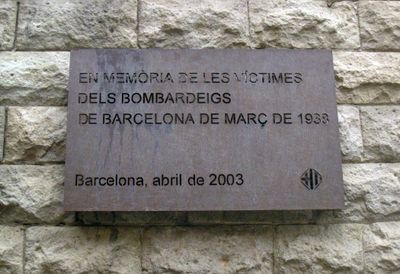 EN MEMÒRIA DE LES VÍCTIMES
DELS BOMBARDEIGS
DE BARCELONA DE MARÇ DE 1938
Barcelona, abril de 2003